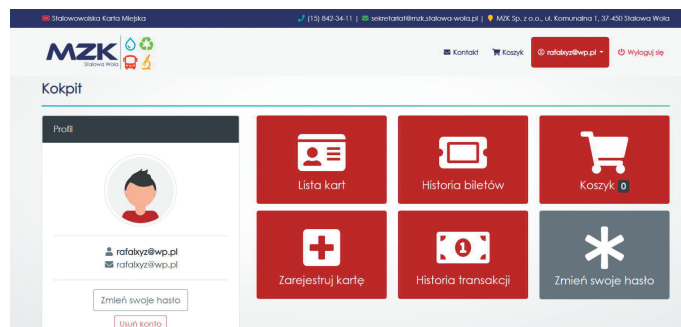 Stalowowolska Karta Miejska
(15) 842-34-11 | sekretariat@mzk.stalowa-wola.pl | MZK Sp. z o.o., ul. Komunalna 1, 37-450 Stalowa Wola
MZK
Stalowa Wola
Kontakt Koszyk rafalxyz@wp.pl Wyloguj się
Kokpit
Profil
rafalxyz@wp.pl
rafalxyz@wp.pl
Zmień swoje hasło
Usuń konto
Lista kart
Historia biletów
Koszyk 0
Zarejestruj kartę
1
Historia transakcji
Zmień swoje hasło